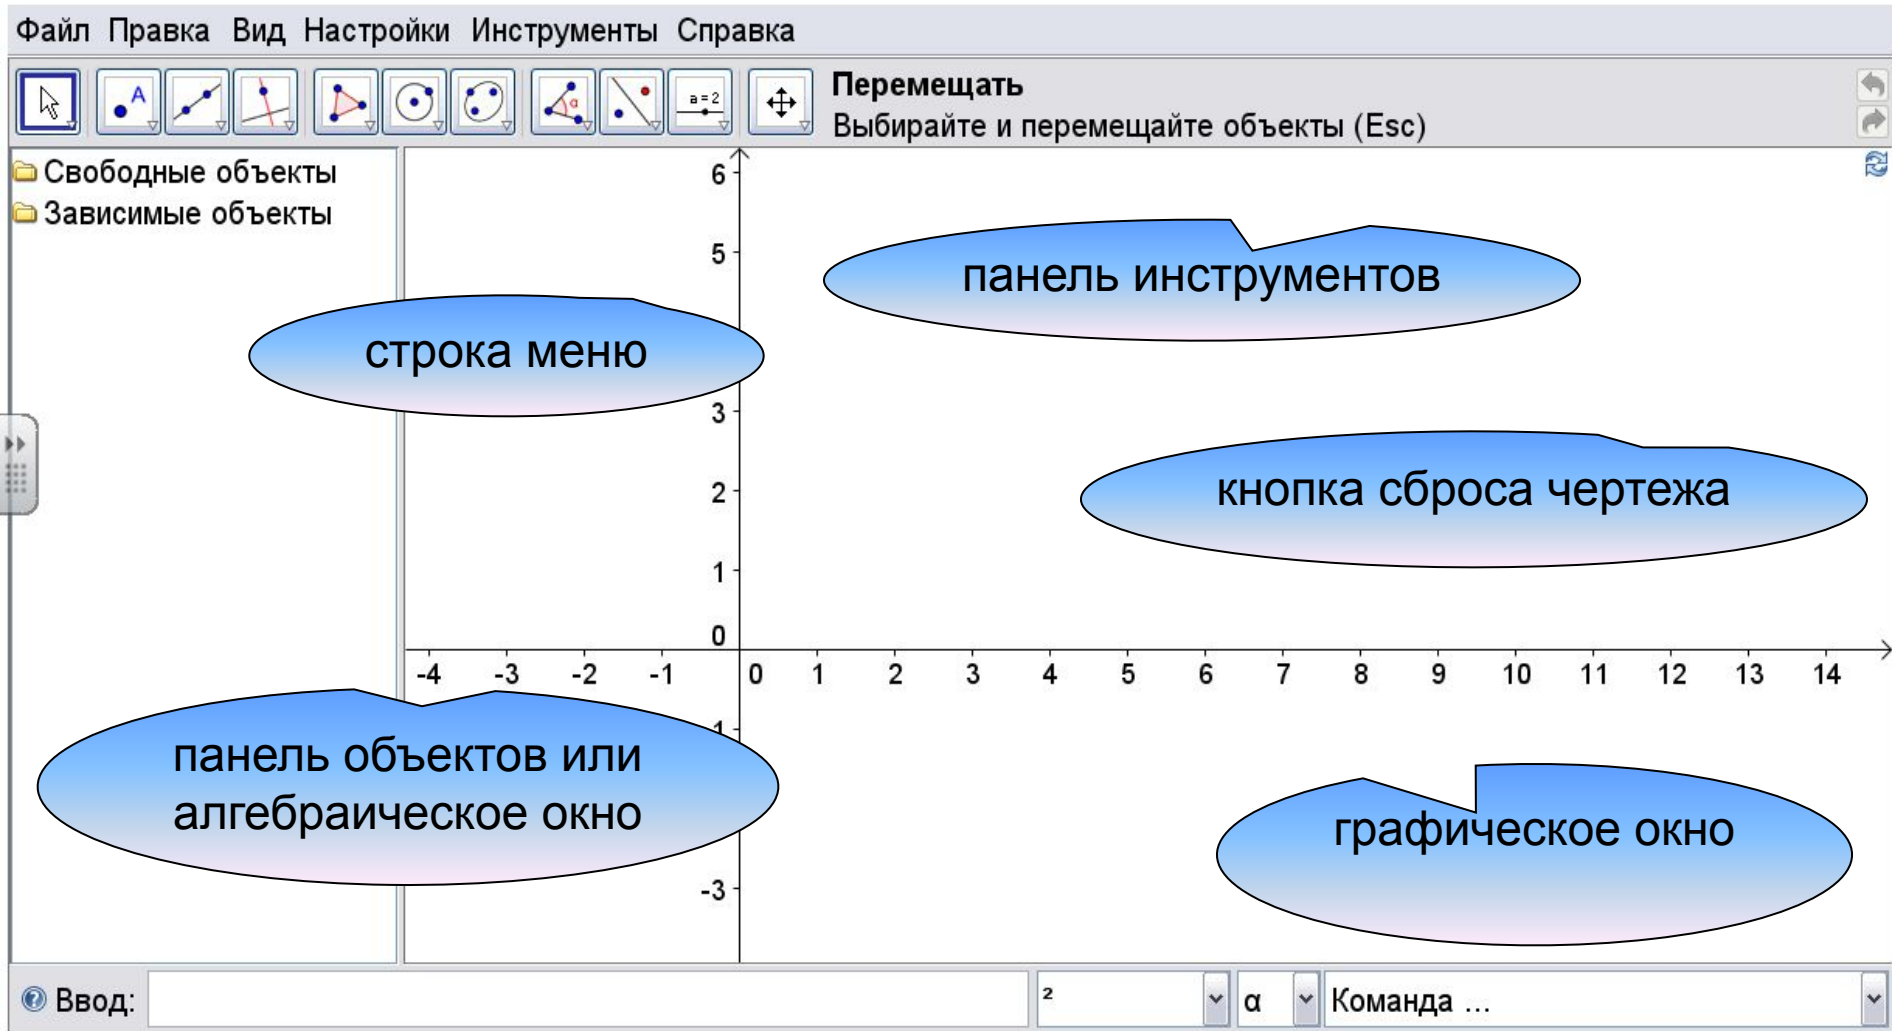 Файл Правка Вид Настройки Инструменты Справка
A
α
a=2
Перемещать
Выбирайте и перемещайте объекты (Esc)
Свободные объекты
Зависимые объекты
6
5
панель инструментов
строка меню
3
кнопка сброса чертежа
2
1
0
-4 -3 -2 -1 0 1 2 3 4 5 6 7 8 9 10 11 12 13 14
1
панель объектов или
алгебраическое окно
графическое окно
-3
Ввод:
²
α
Команда ...